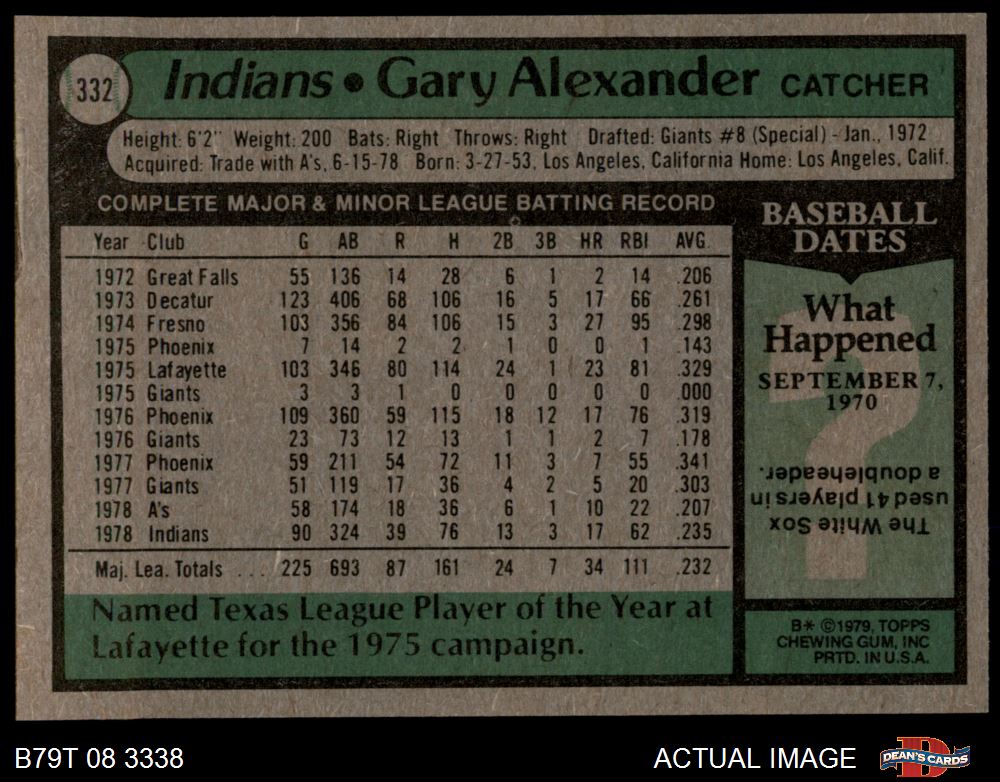 332
Indians • Gary Alexander CATCHER
Height: 6'2" Weight: 200 Bats: Right Throws: Right Drafted: Giants #8 (Special) - Jan., 1972
Acquired: Trade with A's, 6-15-78 Born: 3-27-53, Los Angeles, California Home: Los Angeles, Calif.
COMPLETE MAJOR & MINOR LEAGUE BATTING RECORD
Year Club G AB R H 2B 3B HR RBI AVG.
1972 Great Falls 55 136 14 28 6 1 2 14 .206
1973 Decatur 123 406 68 106 16 5 17 66 .261
1974 Fresno 103 356 84 106 15 3 27 95 .298
1975 Phoenix 7 14 2 2 1 0 0 1 .143
1975 Lafayette 103 346 80 114 24 1 23 81 .329
1975 Giants 3 3 1 0 0 0 0 0 .000
1976 Phoenix 109 360 59 115 18 12 17 76 .319
1976 Giants 23 73 12 13 1 1 2 7 .178
1977 Phoenix 59 211 54 72 11 3 7 55 .341
1977 Giants 51 119 17 36 4 2 5 20 .303
1978 A's 58 174 18 36 6 1 10 22 .207
1978 Indians 90 324 39 76 13 3 17 62 .235
Maj. Lea. Totals ... 225 693 87 161 24 7 34 111 .232
Named Texas League Player of the Year at
Lafayette for the 1975 campaign.
BASEBALL
DATES
What
Happened
SEPTEMBER 7,
1970
?
The White Sox
used 41 players in
a doubleheader.
B* ©1979, TOPPS
CHEWING GUM, INC
PRTD. IN U.S.A.
B79T 08 3338
ACTUAL IMAGE
D
DEAN'S CARDS